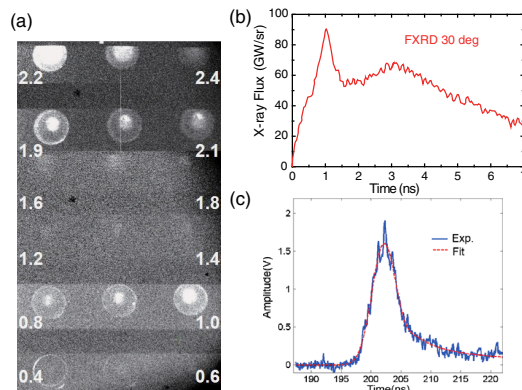 (a)
2.2 2.4
1.9 2.1
1.6 1.8
1.4 1.2
0.8 1.0
0.4 0.6
(b)
FXRD 30 deg
X-ray Flux (GW/sr)
100
80
60
40
20
0
0 1 2 3 4 5 6 7
Time (ns)
(c)
Exp.
Fit
Amplitude(V)
2
1.5
1
0.5
0
190 195 200 205 210 215 220
Time(ns)